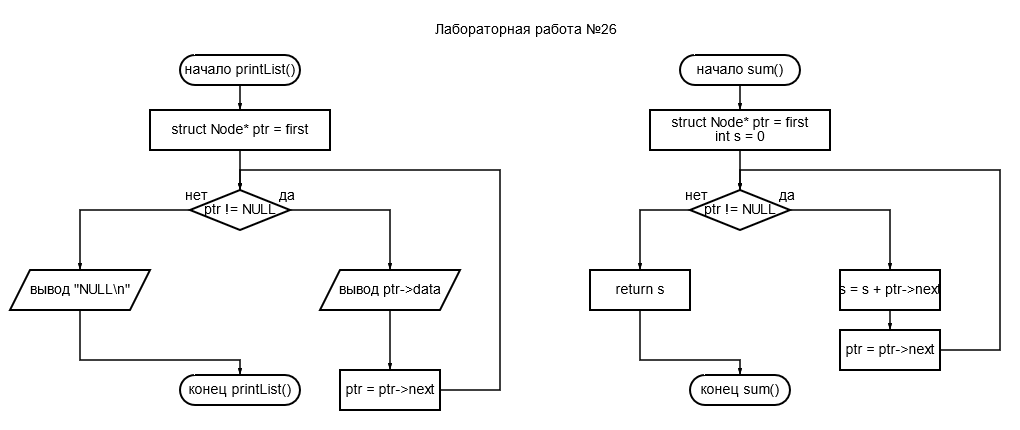 Лабораторная работа №26
начало printList()
struct Node* ptr = first
нет
да
ptr != NULL
вывод "NULL\n"
вывод ptr->data
ptr = ptr->next
конец printList()
начало sum()
struct Node* ptr = first
int s = 0
нет
да
ptr != NULL
return s
s = s + ptr->next
ptr = ptr->next
конец sum()